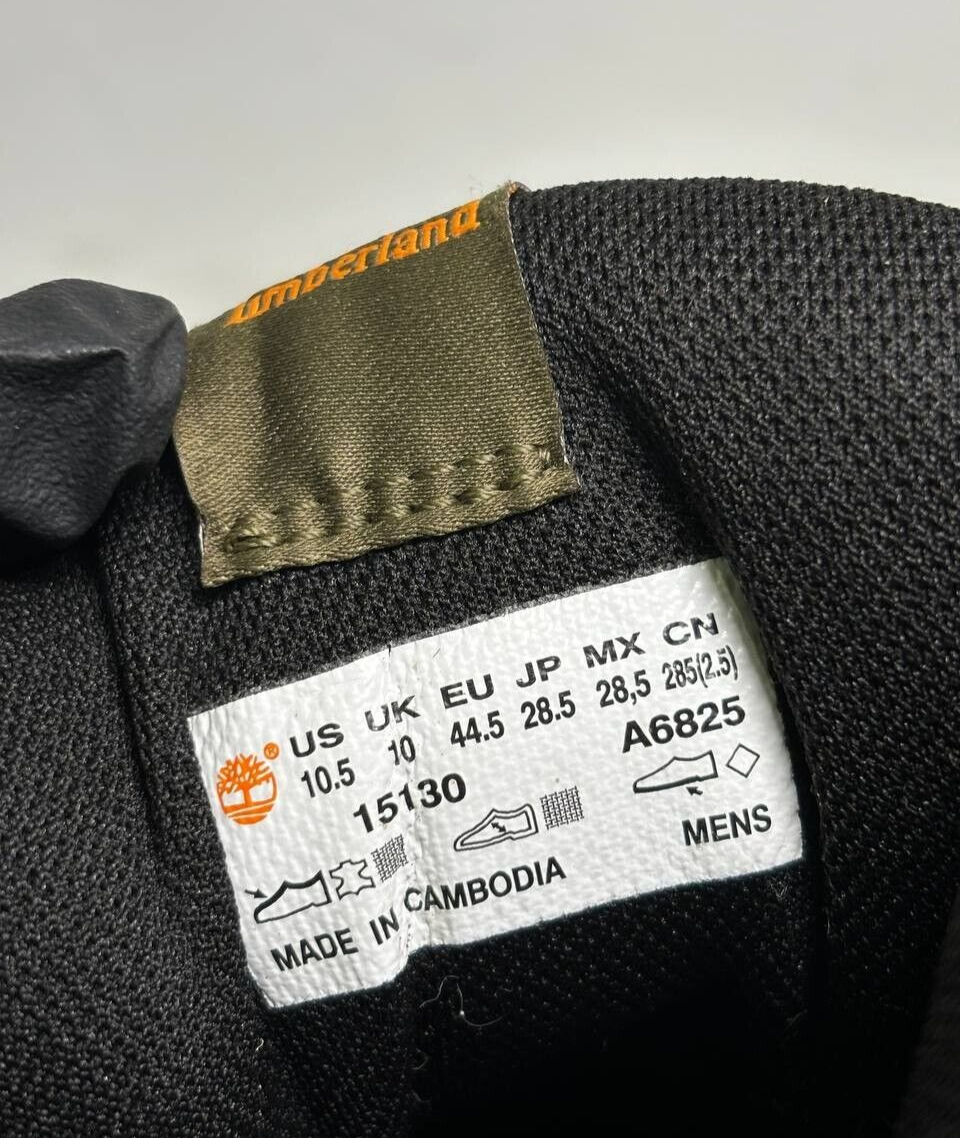 timberland
US UK EU JP MX CN
10.5 10 44.5 28.5 28,5 285(2.5)
15130 A6825
MENS
MADE IN CAMBODIA
®